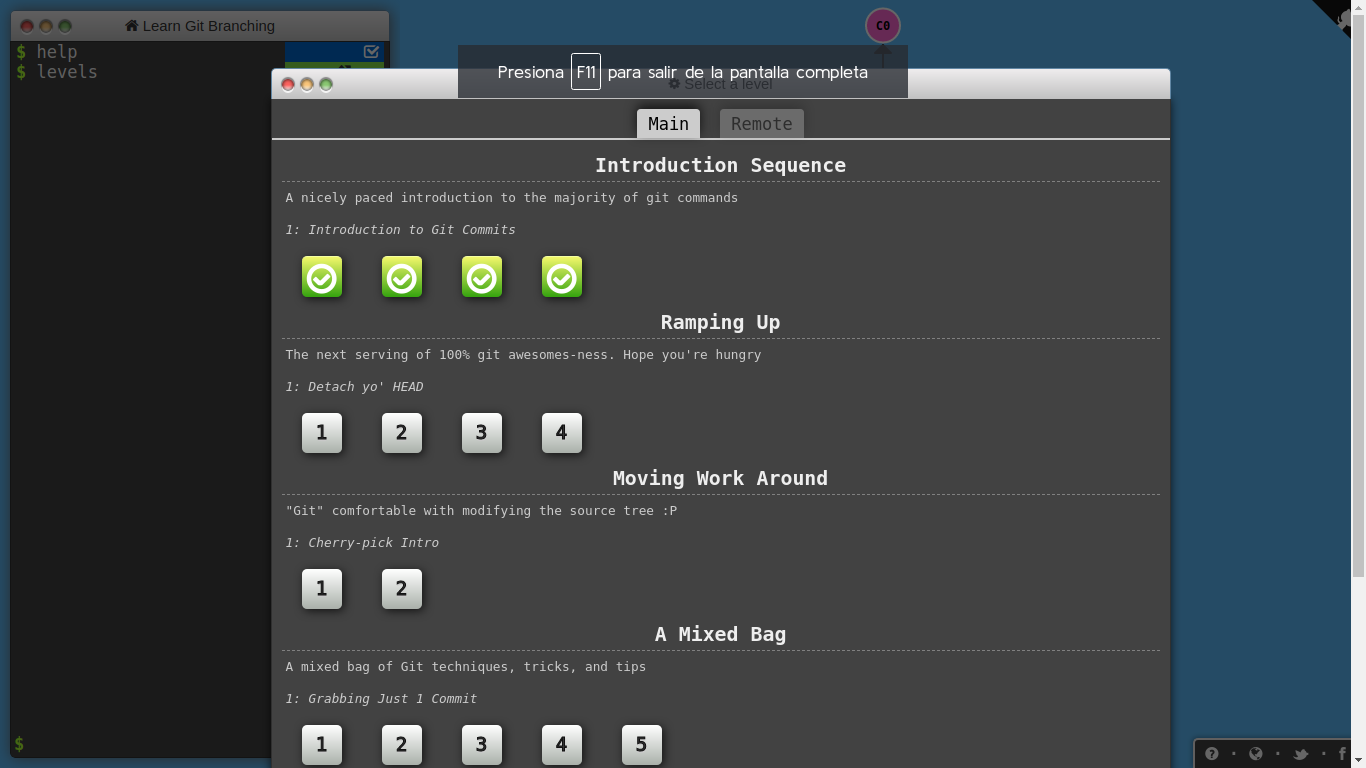 Learn Git Branching
$ help
$ levels
C0
Presiona F11 para salir de la pantalla completa
Select a level
Main
Remote
Introduction Sequence
A nicely paced introduction to the majority of git commands
1: Introduction to Git Commits
Ramping Up
The next serving of 100% git awesomes-ness. Hope you're hungry
1: Detach yo' HEAD
1 2 3 4
Moving Work Around
"Git" comfortable with modifying the source tree :P
1: Cherry-pick Intro
1 2
A Mixed Bag
A mixed bag of Git techniques, tricks, and tips
1: Grabbing Just 1 Commit
1 2 3 4 5
$